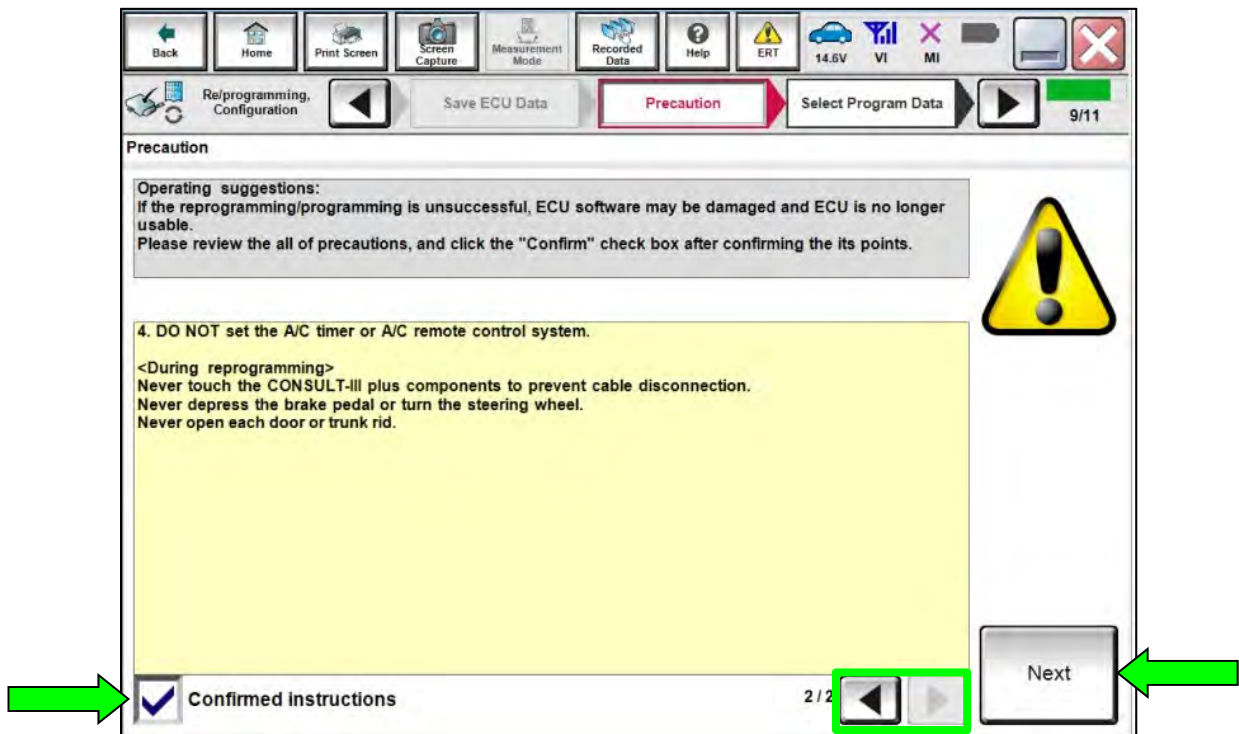 Back
Home
Print Screen
Screen
Capture
Measurement
Mode
Recorded
Data
Help
ERT
14.6V
VI
MI
Re/programming,
Configuration
Save ECU Data
Precaution
Select Program Data
9/11
Precaution
Operating suggestions:
If the reprogramming/programming is unsuccessful, ECU software may be damaged and ECU is no longer
usable.
Please review the all of precautions, and click the "Confirm" check box after confirming the its points.
4. DO NOT set the A/C timer or A/C remote control system.
<During reprogramming>
Never touch the CONSULT-III plus components to prevent cable disconnection.
Never depress the brake pedal or turn the steering wheel.
Never open each door or trunk rid.
Confirmed instructions
2/2
Next